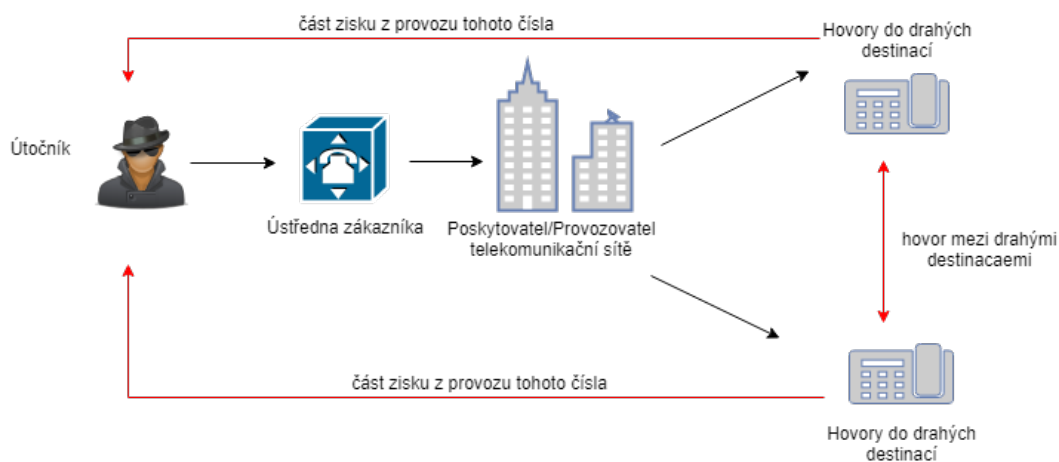 část zisku z provozu tohoto čísla
Hovory do drahých
destinací
Útočník
Ústředna zákazníka
Poskytovatel/Provozovatel
telekomunikační sítě
hovor mezi drahými
destinacaemi
část zisku z provozu tohoto čísla
Hovory do drahých
destinací